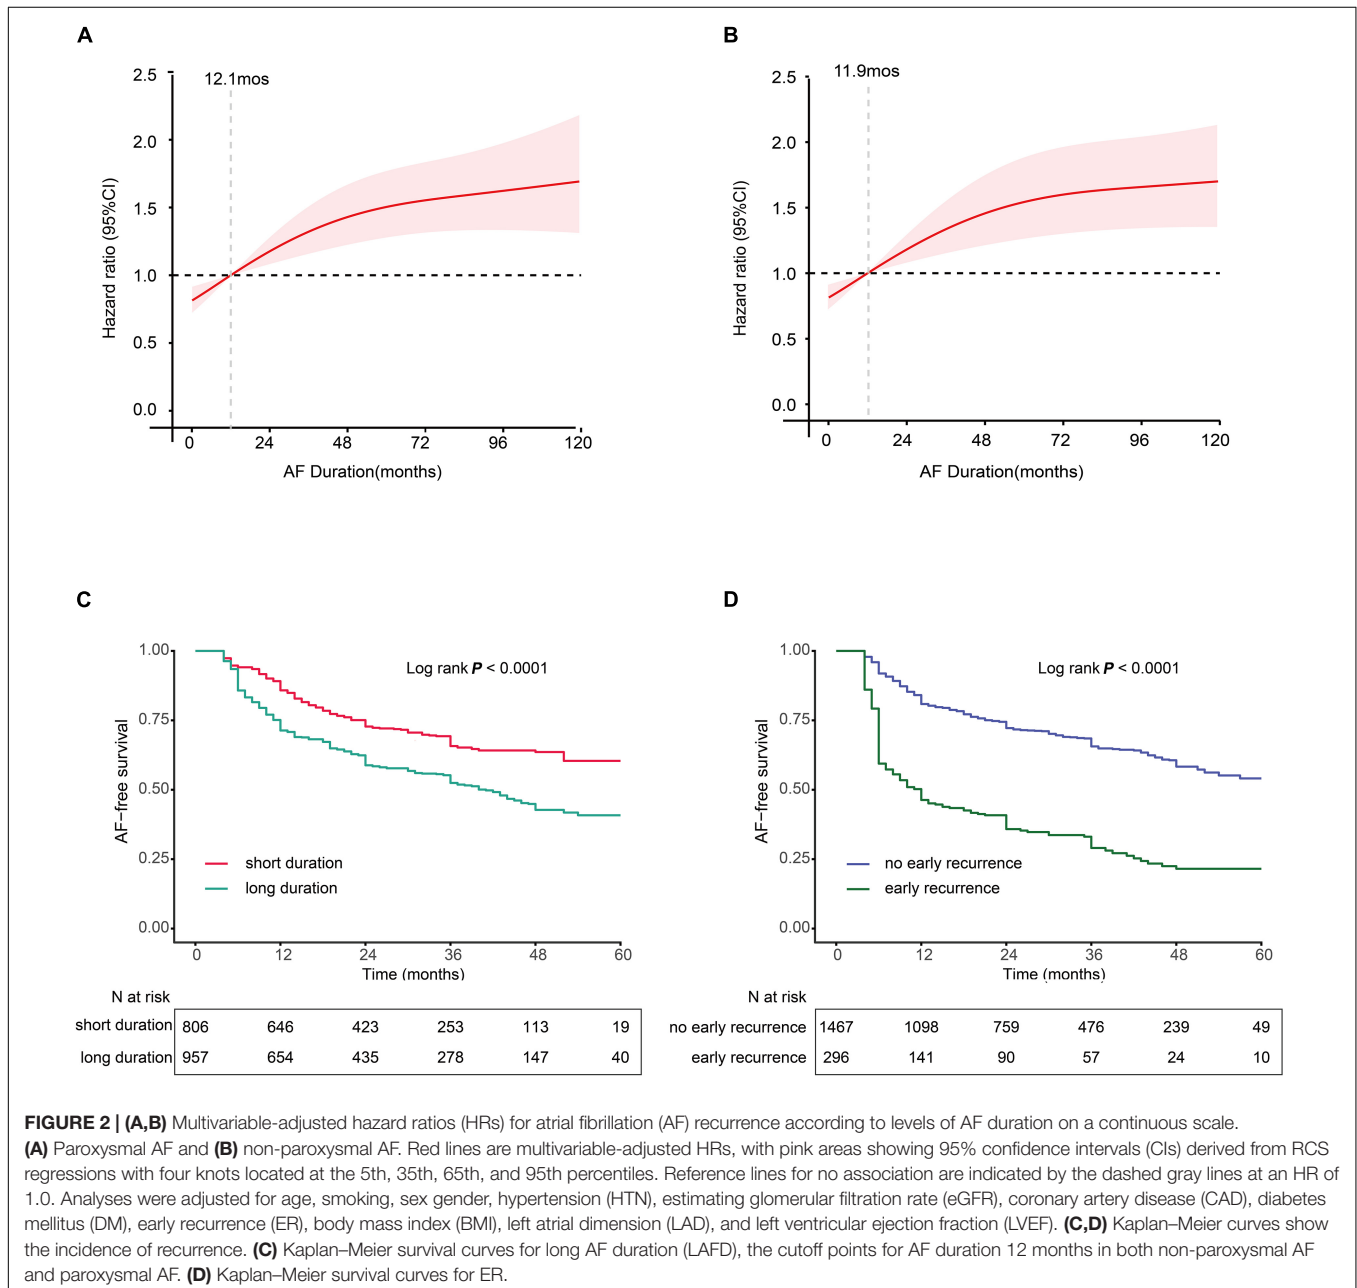 A
12.1mos
2.5
2.0
1.5
1.0
0.5
0.0
Hazard ratio (95%CI)
0 24 48 72 96 120
AF Duration(months)
B
11.9mos
2.5
2.0
1.5
1.0
0.5
0.0
Hazard ratio (95%CI)
0 24 48 72 96 120
AF Duration(months)
C
1.00
0.75
0.50
0.25
0.00
AF-free survival
Log rank P < 0.0001
short duration
long duration
0 12 24 36 48 60
Time (months)
N at risk
short duration 806 646 423 253 113 19
long duration 957 654 435 278 147 40
D
1.00
0.75
0.50
0.25
0.00
AF-free survival
Log rank P < 0.0001
no early recurrence
early recurrence
0 12 24 36 48 60
Time (months)
N at risk
no early recurrence 1467 1098 759 476 239 49
early recurrence 296 141 90 57 24 10
FIGURE 2 | (A,B) Multivariable-adjusted hazard ratios (HRs) for atrial fibrillation (AF) recurrence according to levels of AF duration on a continuous scale.
(A) Paroxysmal AF and (B) non-paroxysmal AF. Red lines are multivariable-adjusted HRs, with pink areas showing 95% confidence intervals (CIs) derived from RCS
regressions with four knots located at the 5th, 35th, 65th, and 95th percentiles. Reference lines for no association are indicated by the dashed gray lines at an HR of
1.0. Analyses were adjusted for age, smoking, sex gender, hypertension (HTN), estimating glomerular filtration rate (eGFR), coronary artery disease (CAD), diabetes
mellitus (DM), early recurrence (ER), body mass index (BMI), left atrial dimension (LAD), and left ventricular ejection fraction (LVEF). (C,D) Kaplan–Meier curves show
the incidence of recurrence. (C) Kaplan–Meier survival curves for long AF duration (LAFD), the cutoff points for AF duration 12 months in both non-paroxysmal AF
and paroxysmal AF. (D) Kaplan–Meier survival curves for ER.